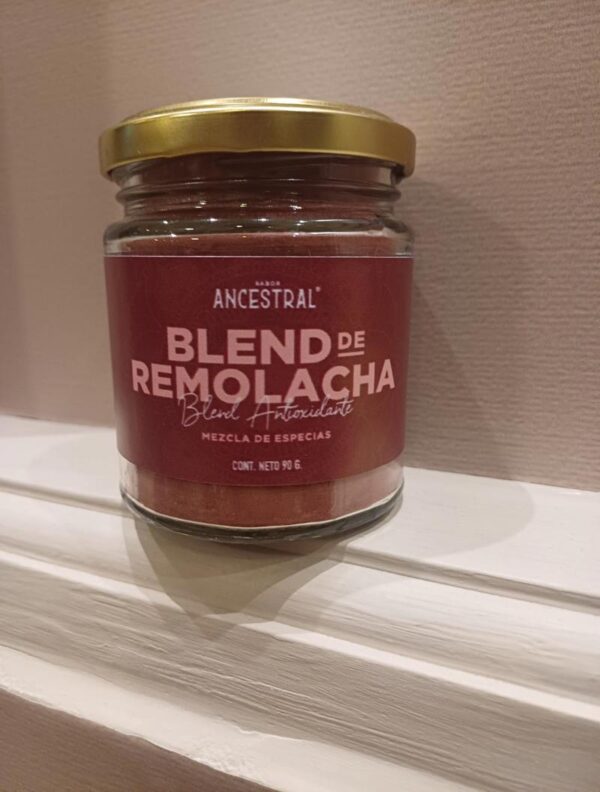 SABOR
ANCESTRAL®
BLEND DE
REMOLACHA
Blend Antioxidante
MEZCLA DE ESPECIAS
CONT. NETO 90 G.